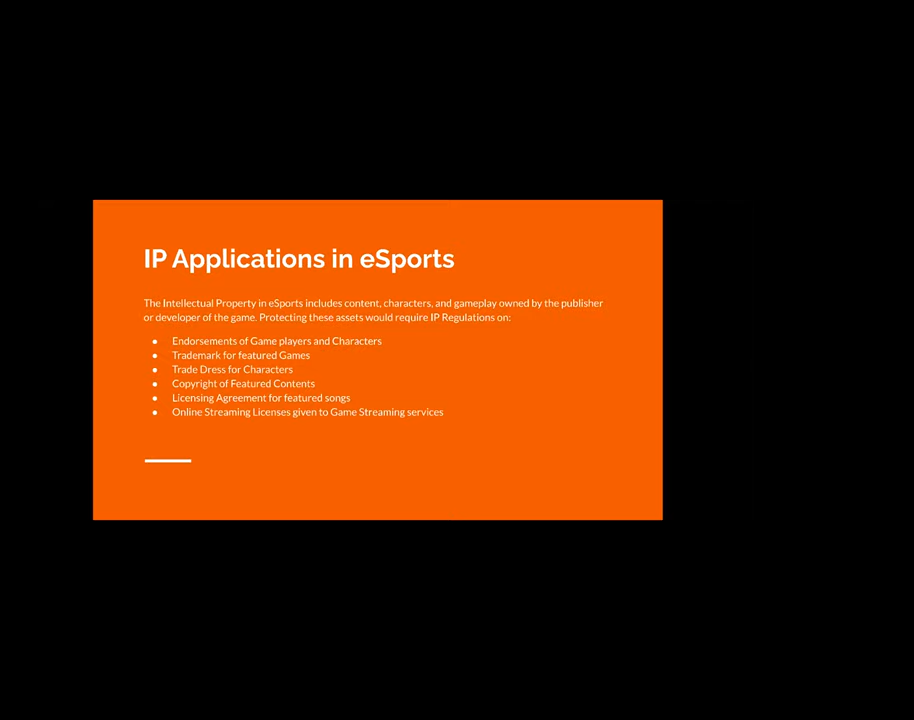 IP Applications in eSports
The Intellectual Property in eSports includes content, characters, and gameplay owned by the publisher
or developer of the game. Protecting these assets would require IP Regulations on:
● Endorsements of Game players and Characters
● Trademark for featured Games
● Trade Dress for Characters
● Copyright of Featured Contents
● Licensing Agreement for featured songs
● Online Streaming Licenses given to Game Streaming services